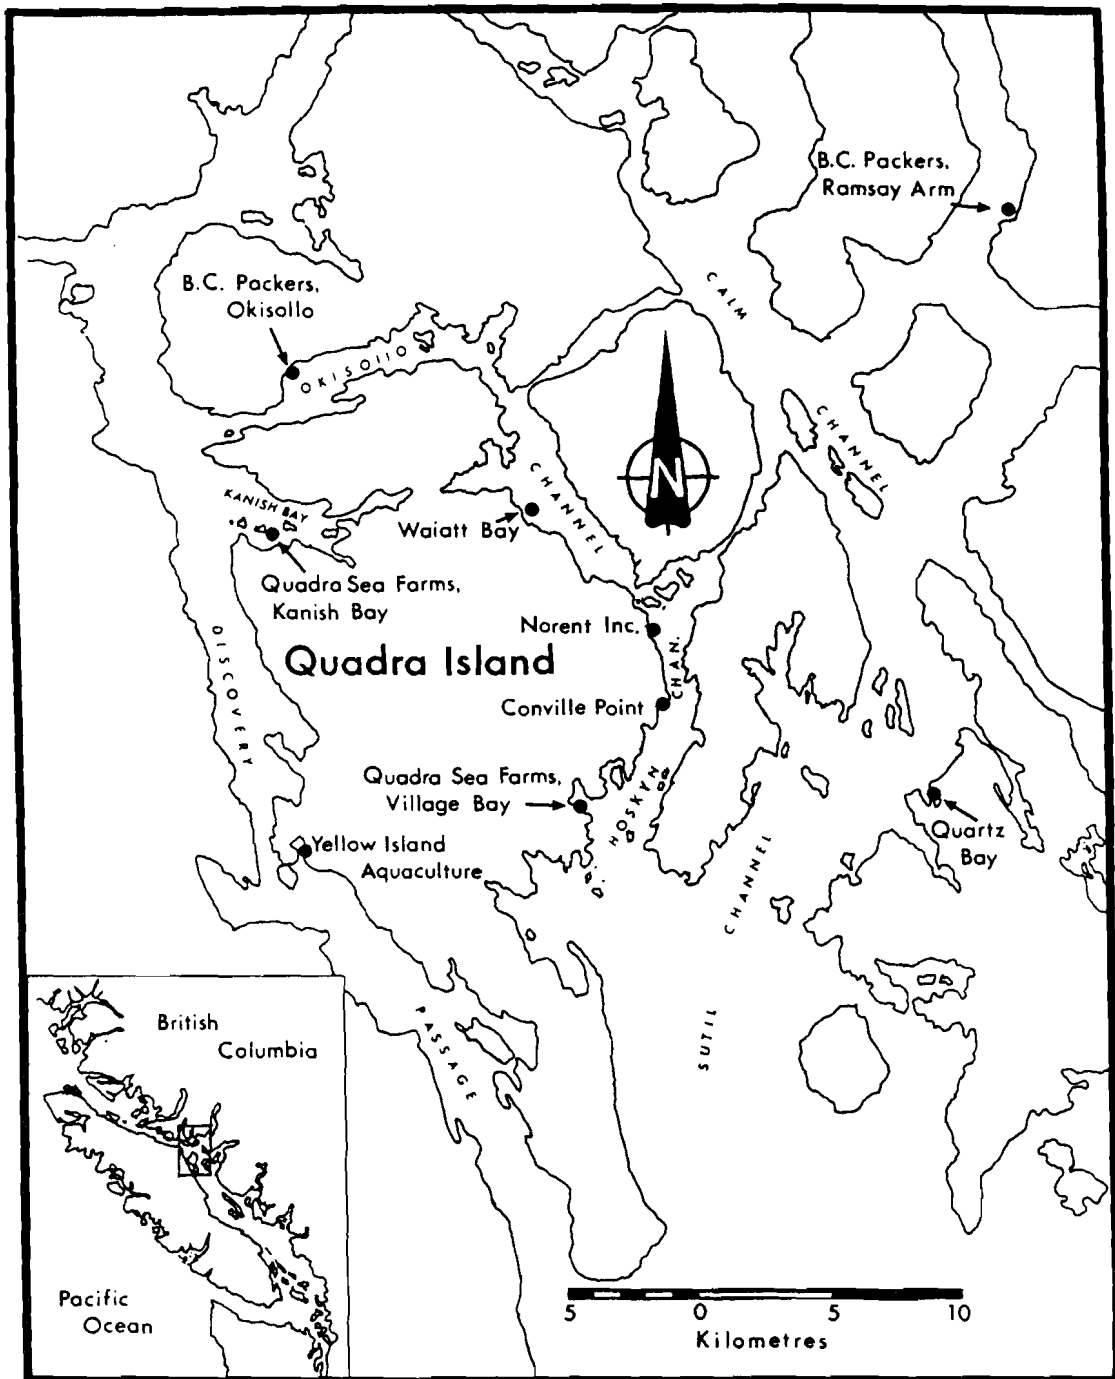 B.C. Packers,
Ramsay Arm
CALM
CHANNEL
B.C. Packers,
Okisollo
OKISOllO
CHANNEL
KANISH BAY
Waiatt Bay
Quadra Sea Farms,
Kanish Bay
N
Norent Inc.
Quadra Island
CHAN.
Conville Point
DISCOVERY
Quadra Sea Farms,
Village Bay
HOSKYN
Quartz
Bay
Yellow Island
Aquaculture
CHANNEL
SUTIL
PASSAGE
British
Columbia
Pacific
Ocean
5 0 5 10
Kilometres